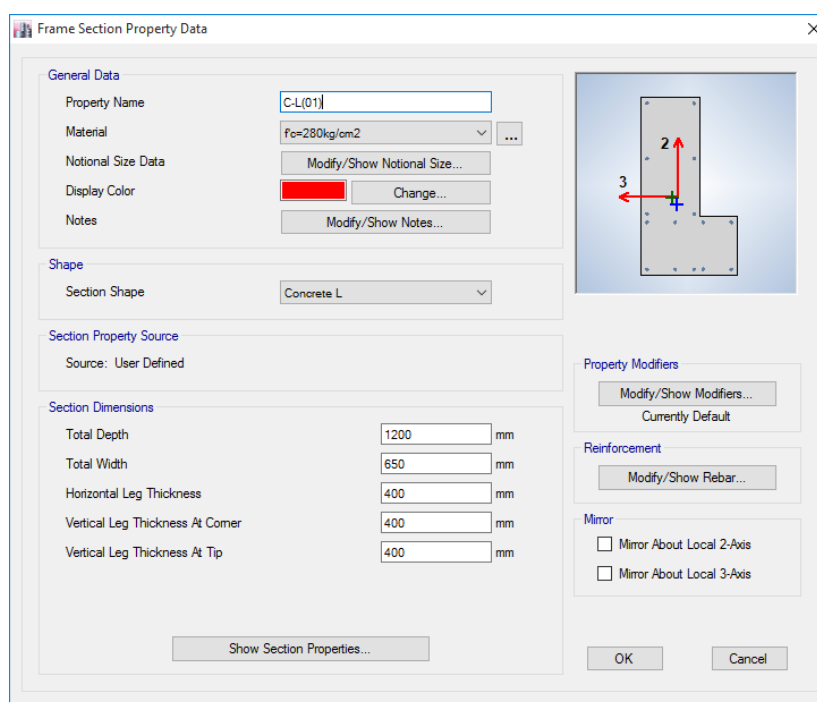 Frame Section Property Data
General Data
Property Name C-L(01)
Material f'c=280kg/cm2 ...
Notional Size Data Modify/Show Notional Size...
Display Color Change...
Notes Modify/Show Notes...
2
3
Shape
Section Shape Concrete L
Section Property Source
Source: User Defined
Property Modifiers
Modify/Show Modifiers...
Currently Default
Section Dimensions
Total Depth 1200 mm
Total Width 650 mm
Horizontal Leg Thickness 400 mm
Vertical Leg Thickness At Corner 400 mm
Vertical Leg Thickness At Tip 400 mm
Reinforcement
Modify/Show Rebar...
Mirror
Mirror About Local 2-Axis
Mirror About Local 3-Axis
Show Section Properties...
OK Cancel